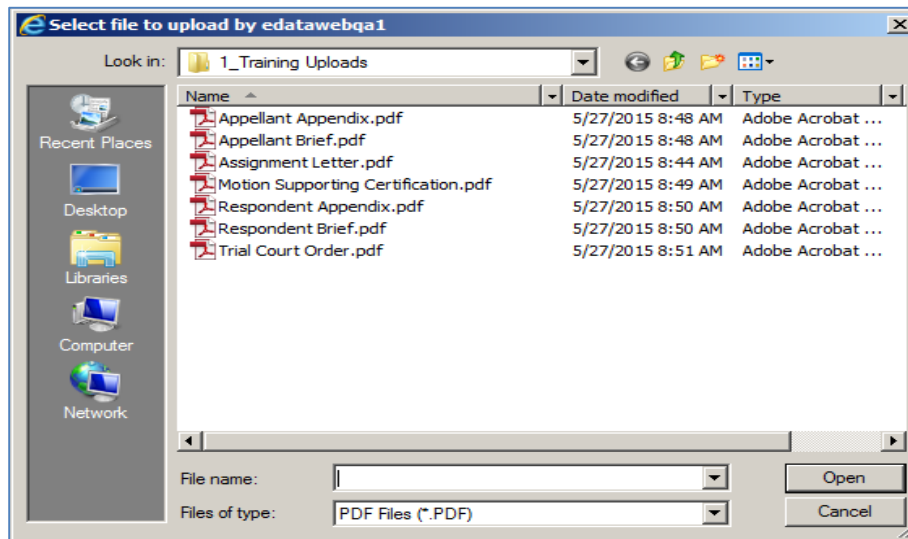 Select file to upload by edatawebqa1
Look in: 1_Training Uploads
Name Date modified Type
Appellant Appendix.pdf 5/27/2015 8:48 AM Adobe Acrobat ...
Appellant Brief.pdf 5/27/2015 8:48 AM Adobe Acrobat ...
Assignment Letter.pdf 5/27/2015 8:44 AM Adobe Acrobat ...
Motion Supporting Certification.pdf 5/27/2015 8:49 AM Adobe Acrobat ...
Respondent Appendix.pdf 5/27/2015 8:50 AM Adobe Acrobat ...
Respondent Brief.pdf 5/27/2015 8:50 AM Adobe Acrobat ...
Trial Court Order.pdf 5/27/2015 8:51 AM Adobe Acrobat ...
Recent Places
Desktop
Libraries
Computer
Network
File name: Open
Files of type: PDF Files (*.PDF) Cancel